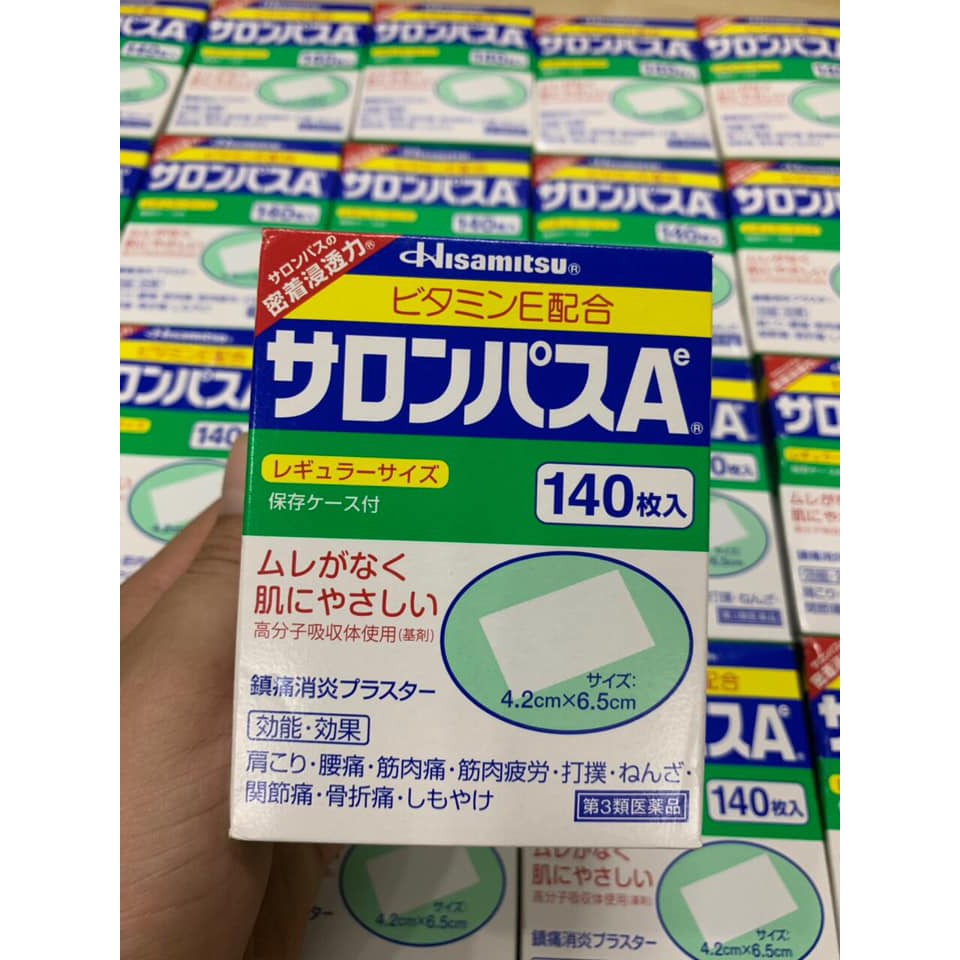 サロンパスの
密着浸透力®
Hisamitsu®
ビタミンE配合
サロンパスAe®
レギュラーサイズ
保存ケース付
140枚入
ムレがなく
肌にやさしい
高分子吸収体使用(基剤)
サイズ:
4.2cm×6.5cm
鎮痛消炎プラスター
効能・効果
肩こり・腰痛・筋肉痛・筋肉疲労・打撲・ねんざ・
関節痛・骨折痛・しもやけ
第3類医薬品